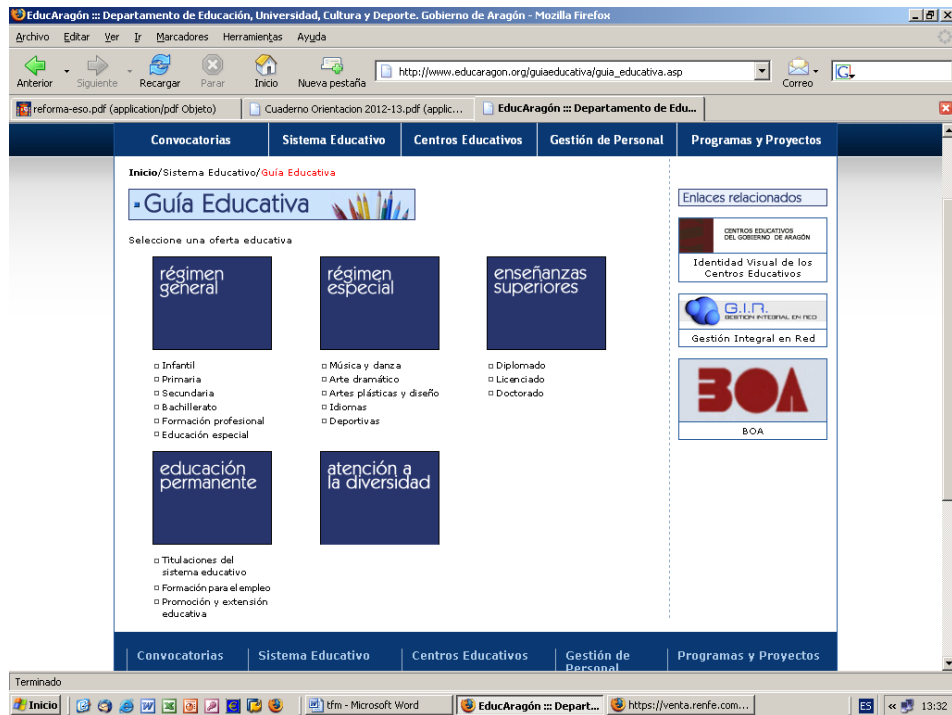 EducAragón ::: Departamento de Educación, Universidad, Cultura y Deporte. Gobierno de Aragón - Mozilla Firefox
Archivo Editar Ver Ir Marcadores Herramientas Ayuda
Anterior Siguiente Recargar Parar Inicio Nueva pestaña http://www.educaragon.org/guiaeducativa/guia_educativa.asp Correo G
reforma-eso.pdf (application/pdf Objeto) Cuaderno Orientacion 2012-13.pdf (applic... EducAragón ::: Departamento de Edu...
Convocatorias Sistema Educativo Centros Educativos Gestión de Personal Programas y Proyectos
Inicio/Sistema Educativo/Guía Educativa
Guía Educativa
Seleccione una oferta educativa
régimen
general
Infantil
Primaria
Secundaria
Bachillerato
Formación profesional
Educación especial
régimen
especial
Música y danza
Arte dramático
Artes plásticas y diseño
Idiomas
Deportivas
enseñanzas
superiores
Diplomado
Licenciado
Doctorado
educación
permanente
Titulaciones del
sistema educativo
Formación para el empleo
Promoción y extensión
educativa
atención a
la diversidad
Enlaces relacionados
CENTROS EDUCATIVOS
DEL GOBIERNO DE ARAGÓN
Identidad Visual de los
Centros Educativos
G.I.R.
GESTION INTEGRAL EN RED
Gestión Integral en Red
BOA
BOA
Convocatorias Sistema Educativo Centros Educativos Gestión de Personal Programas y Proyectos
Terminado
Inicio tfm - Microsoft Word EducAragón ::: Depart... https://venta.renfe.com... ES 13:32